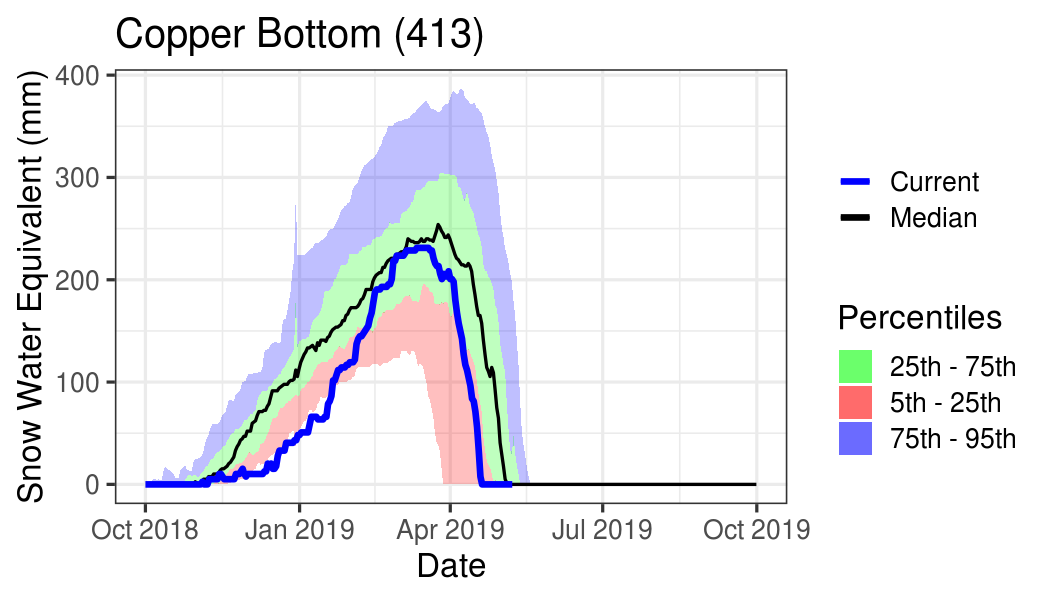 Copper Bottom (413)
Snow Water Equivalent (mm)
400
300
200
100
0
Oct 2018 Jan 2019 Apr 2019 Jul 2019 Oct 2019
Date
Current
Median
Percentiles
25th - 75th
5th - 25th
75th - 95th